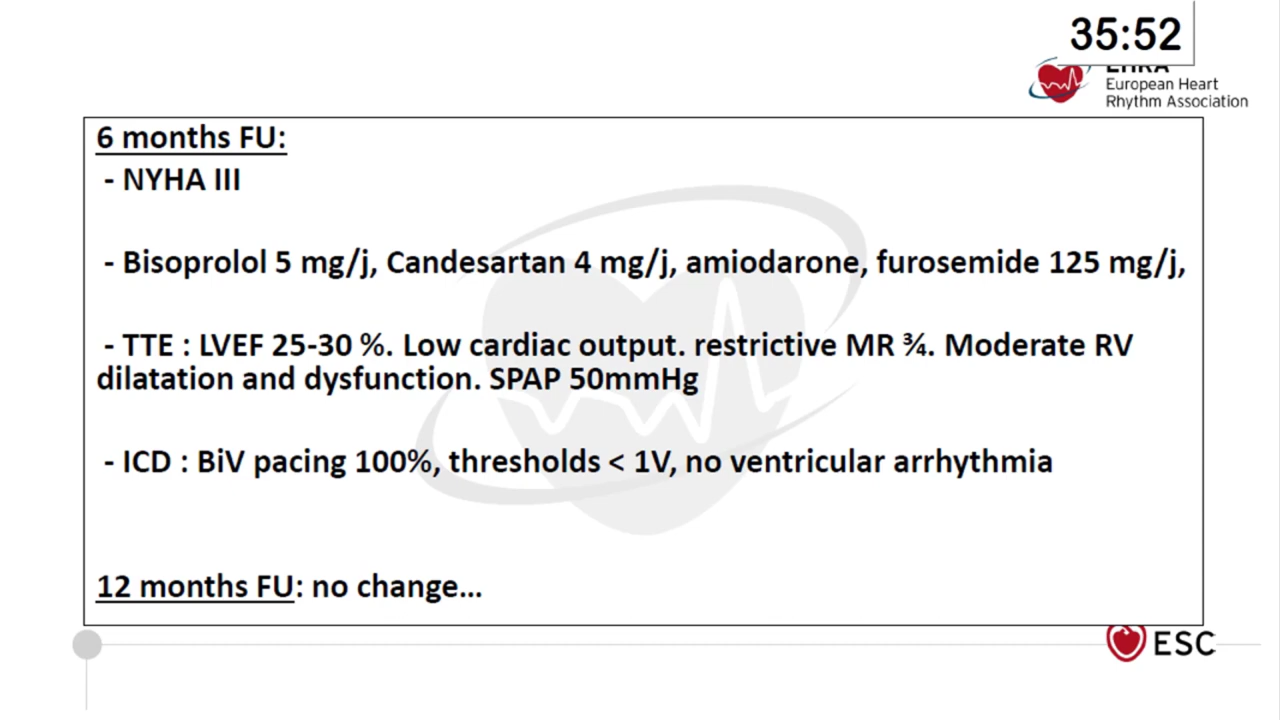 35:52
EHRA
European Heart
Rhythm Association
6 months FU:
- NYHA III
- Bisoprolol 5 mg/j, Candesartan 4 mg/j, amiodarone, furosemide 125 mg/j,
- TTE : LVEF 25-30 %. Low cardiac output. restrictive MR ¾. Moderate RV
dilatation and dysfunction. SPAP 50mmHg
- ICD : BiV pacing 100%, thresholds < 1V, no ventricular arrhythmia
12 months FU: no change...
ESC